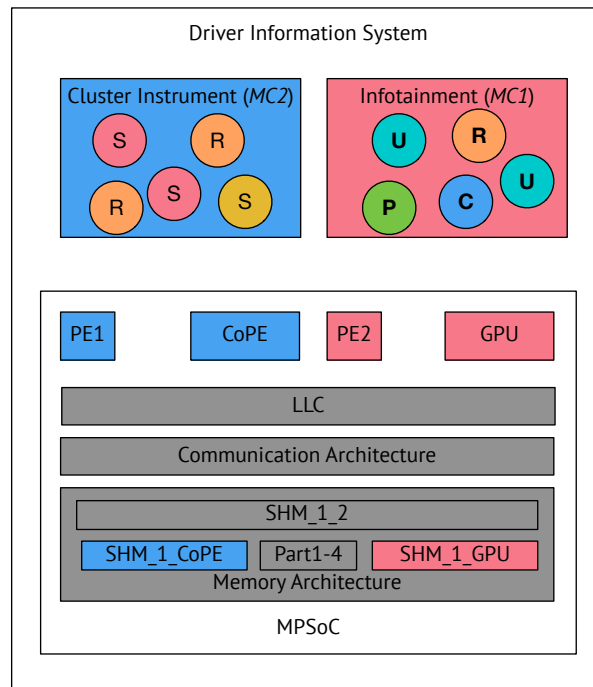 Driver Information System
Cluster Instrument (MC2)
Infotainment (MC1)
S
R
R
S
S
U
R
U
P
C
PE1
CoPE
PE2
GPU
LLC
Communication Architecture
SHM_1_2
SHM_1_CoPE
Part1-4
SHM_1_GPU
Memory Architecture
MPSoC